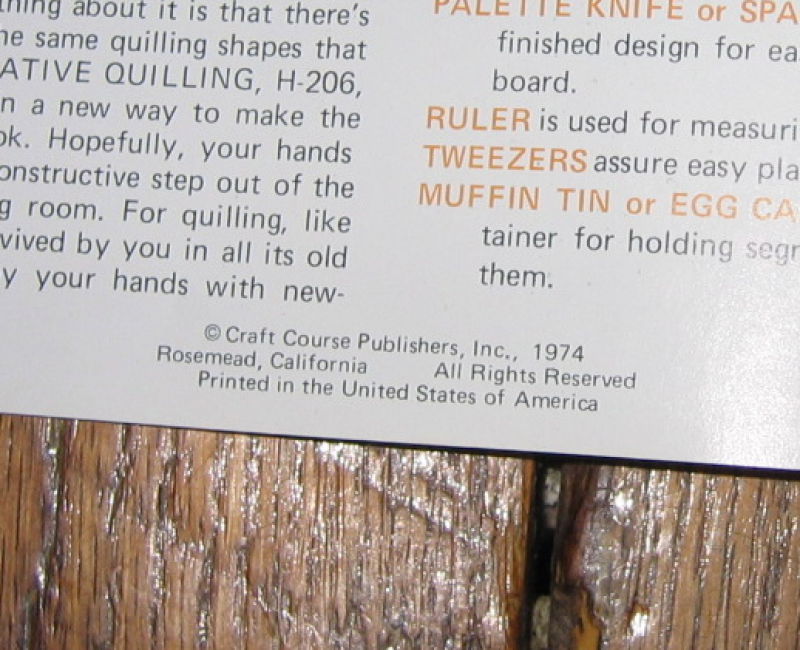 thing about it is that there's
he same quilling shapes that
ATIVE QUILLING, H-206,
n a new way to make the
ok. Hopefully, your hands
onstructive step out of the
g room. For quilling, like
vived by you in all its old
y your hands with new-
PALETTE KNIFE or SPA
finished design for ea
board.
RULER is used for measuri
TWEEZERS assure easy pla
MUFFIN TIN or EGG CA
tainer for holding segr
them.
© Craft Course Publishers, Inc., 1974
Rosemead, California All Rights Reserved
Printed in the United States of America